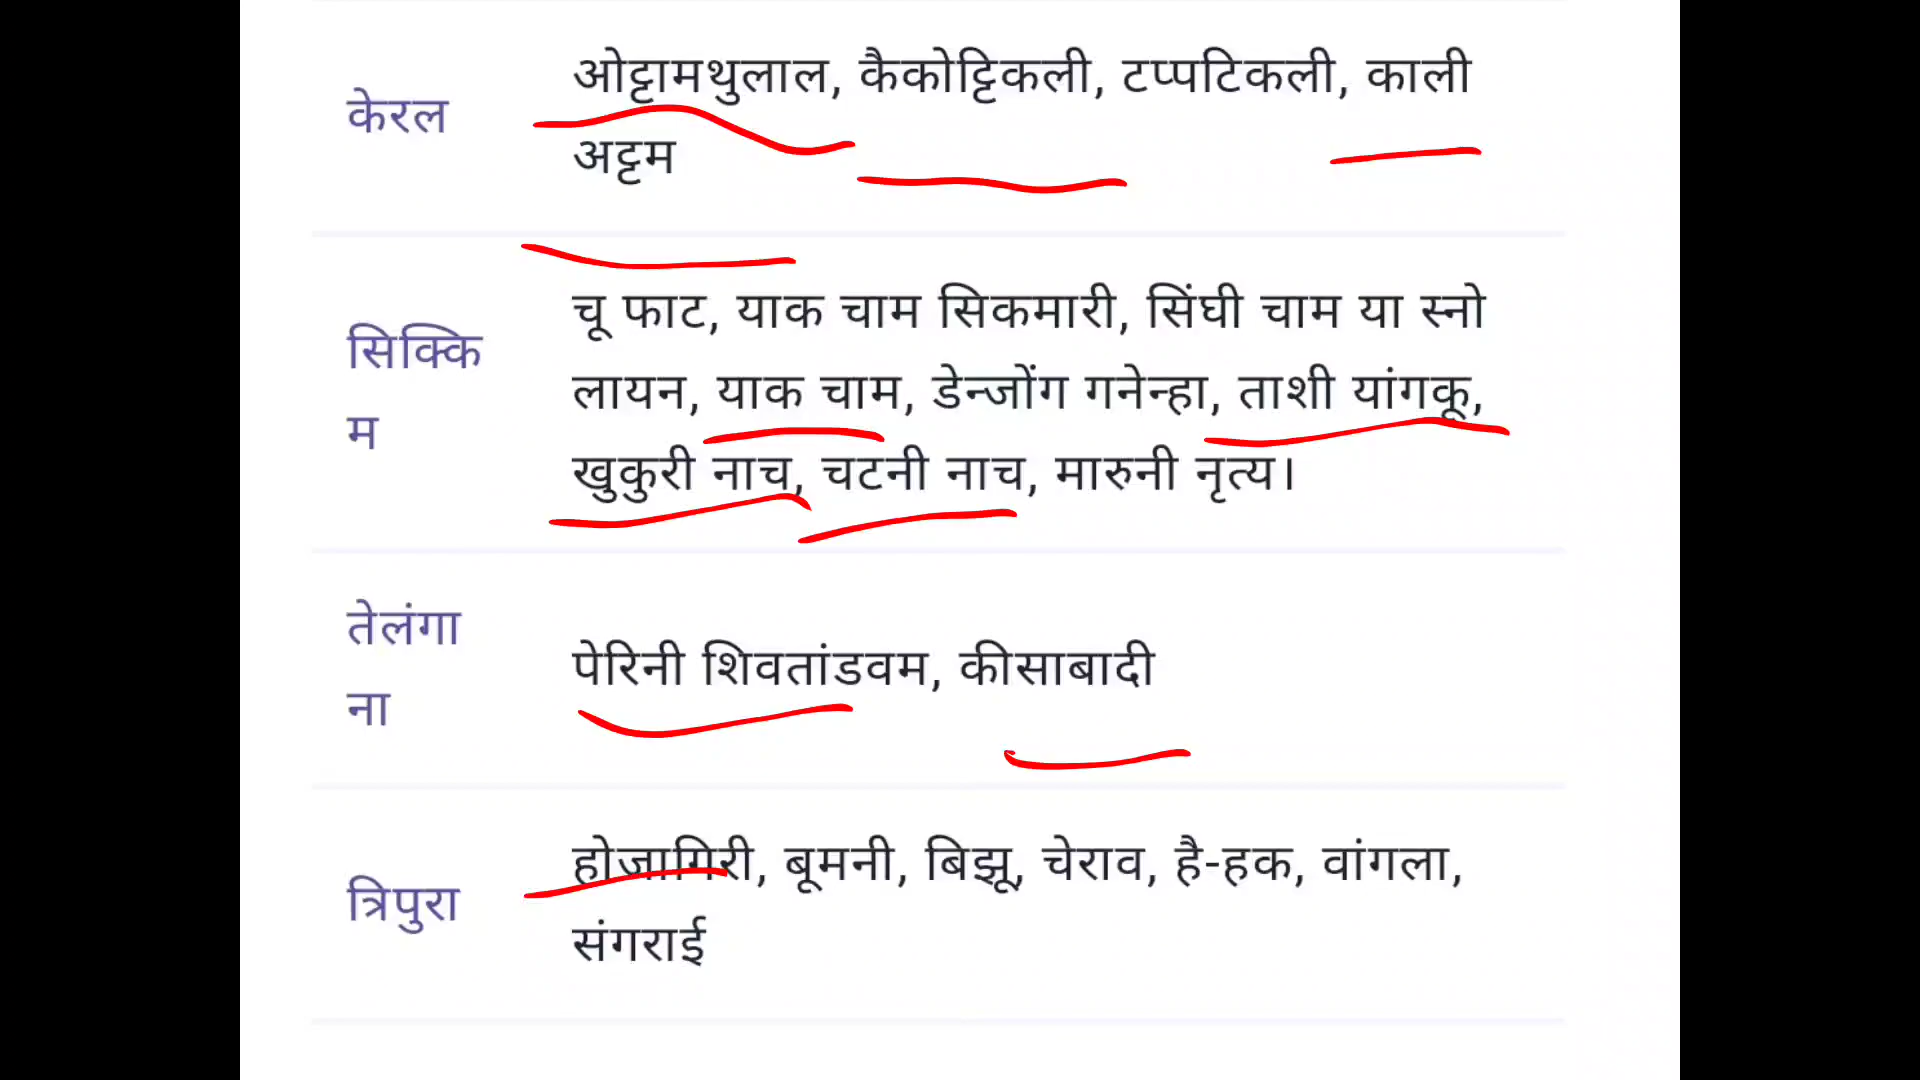 केरल
ओट्टामथुलाल, कैकोट्टिकली, टप्पटिकली, काली
अट्टम
सिक्कि
म
चू फाट, याक चाम सिकमारी, सिंघी चाम या स्नो
लायन, याक चाम, डेन्जोंग गनेन्हा, ताशी यांगकू,
खुकुरी नाच, चटनी नाच, मारुनी नृत्य।
तेलंगा
ना
पेरिनी शिवतांडवम, कीसाबादी
त्रिपुरा
होजागिरी, बूमनी, बिझू, चेराव, है-हक, वांगला,
संगराई